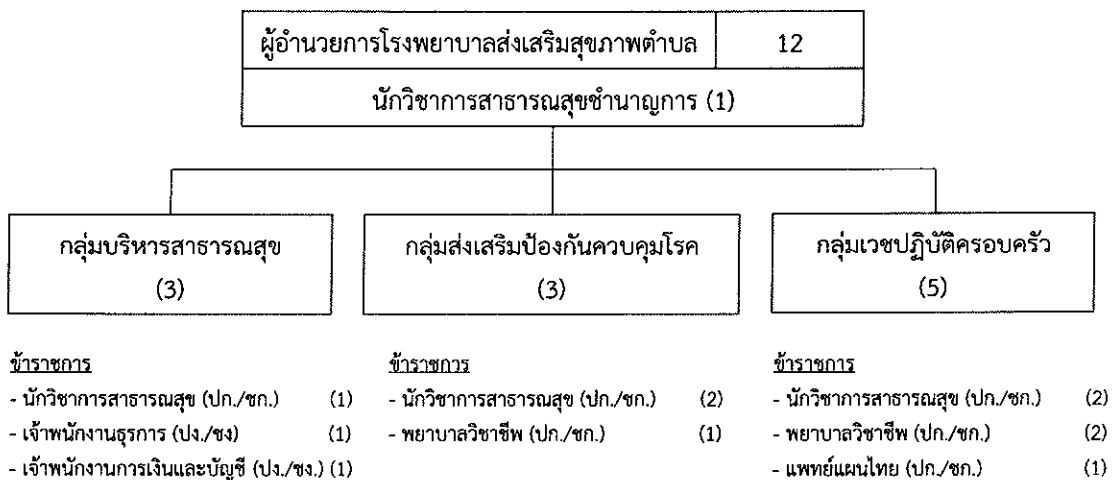 ผู้อำนวยการโรงพยาบาลส่งเสริมสุขภาพตำบล 12
นักวิชาการสาธารณสุขชำนาญการ (1)
กลุ่มบริหารสาธารณสุข
(3)
กลุ่มส่งเสริมป้องกันควบคุมโรค
(3)
กลุ่มเวชปฏิบัติครอบครัว
(5)
ข้าราชการ
- นักวิชาการสาธารณสุข (ปก./ชก.) (1)
- เจ้าพนักงานธุรการ (ปง./ชง) (1)
- เจ้าพนักงานการเงินและบัญชี (ปง./ชง.) (1)
ข้าราชการ
- นักวิชาการสาธารณสุข (ปก./ชก.) (2)
- พยาบาลวิชาชีพ (ปก./ชก.) (1)
ข้าราชการ
- นักวิชาการสาธารณสุข (ปก./ชก.) (2)
- พยาบาลวิชาชีพ (ปก./ชก.) (2)
- แพทย์แผนไทย (ปก./ชก.) (1)